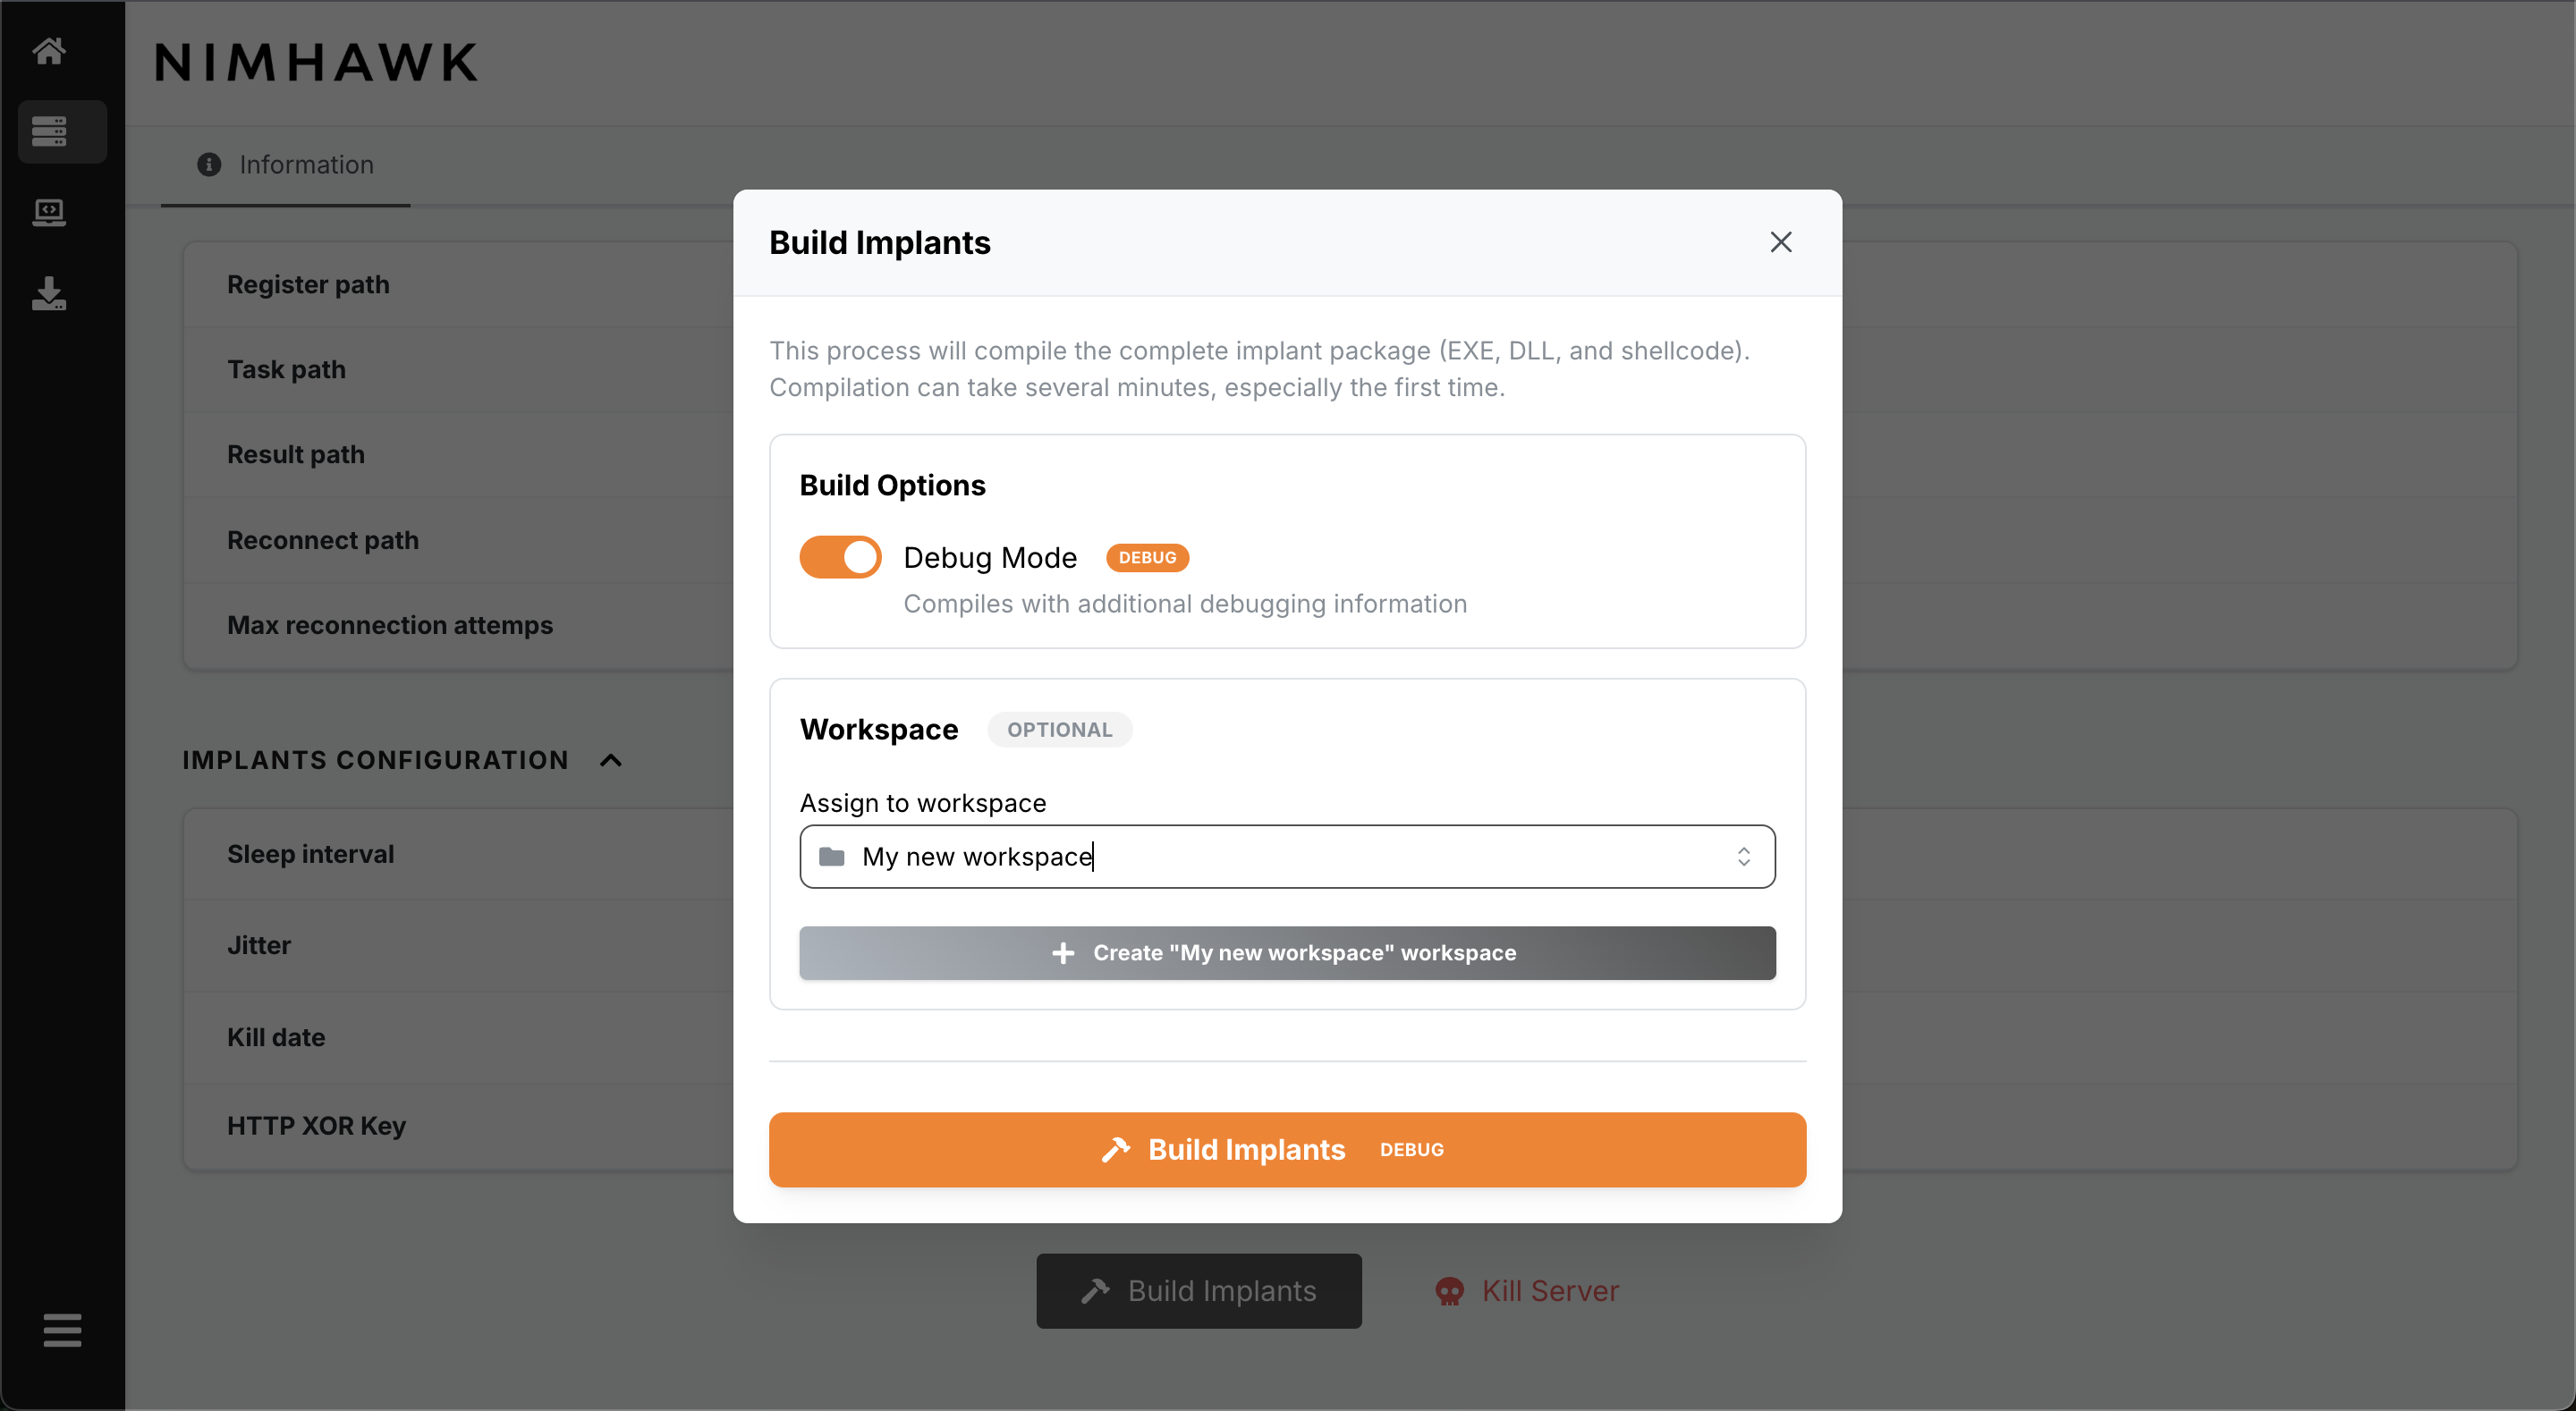 NIMHAWK
Information
Register path
Task path
Result path
Reconnect path
Max reconnection attemps
IMPLANTS CONFIGURATION
Sleep interval
Jitter
Kill date
HTTP XOR Key
Build Implants
This process will compile the complete implant package (EXE, DLL, and shellcode).
Compilation can take several minutes, especially the first time.
Build Options
Debug Mode DEBUG
Compiles with additional debugging information
Workspace OPTIONAL
Assign to workspace
My new workspace
Create "My new workspace" workspace
Build Implants DEBUG
Build Implants
Kill Server